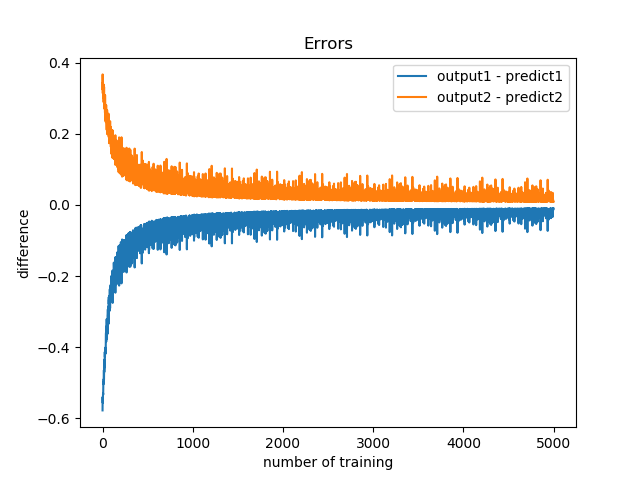 Errors
output1 - predict1
output2 - predict2
0.4
0.2
0.0
−0.2
−0.4
−0.6
difference
0
1000
2000
3000
4000
5000
number of training